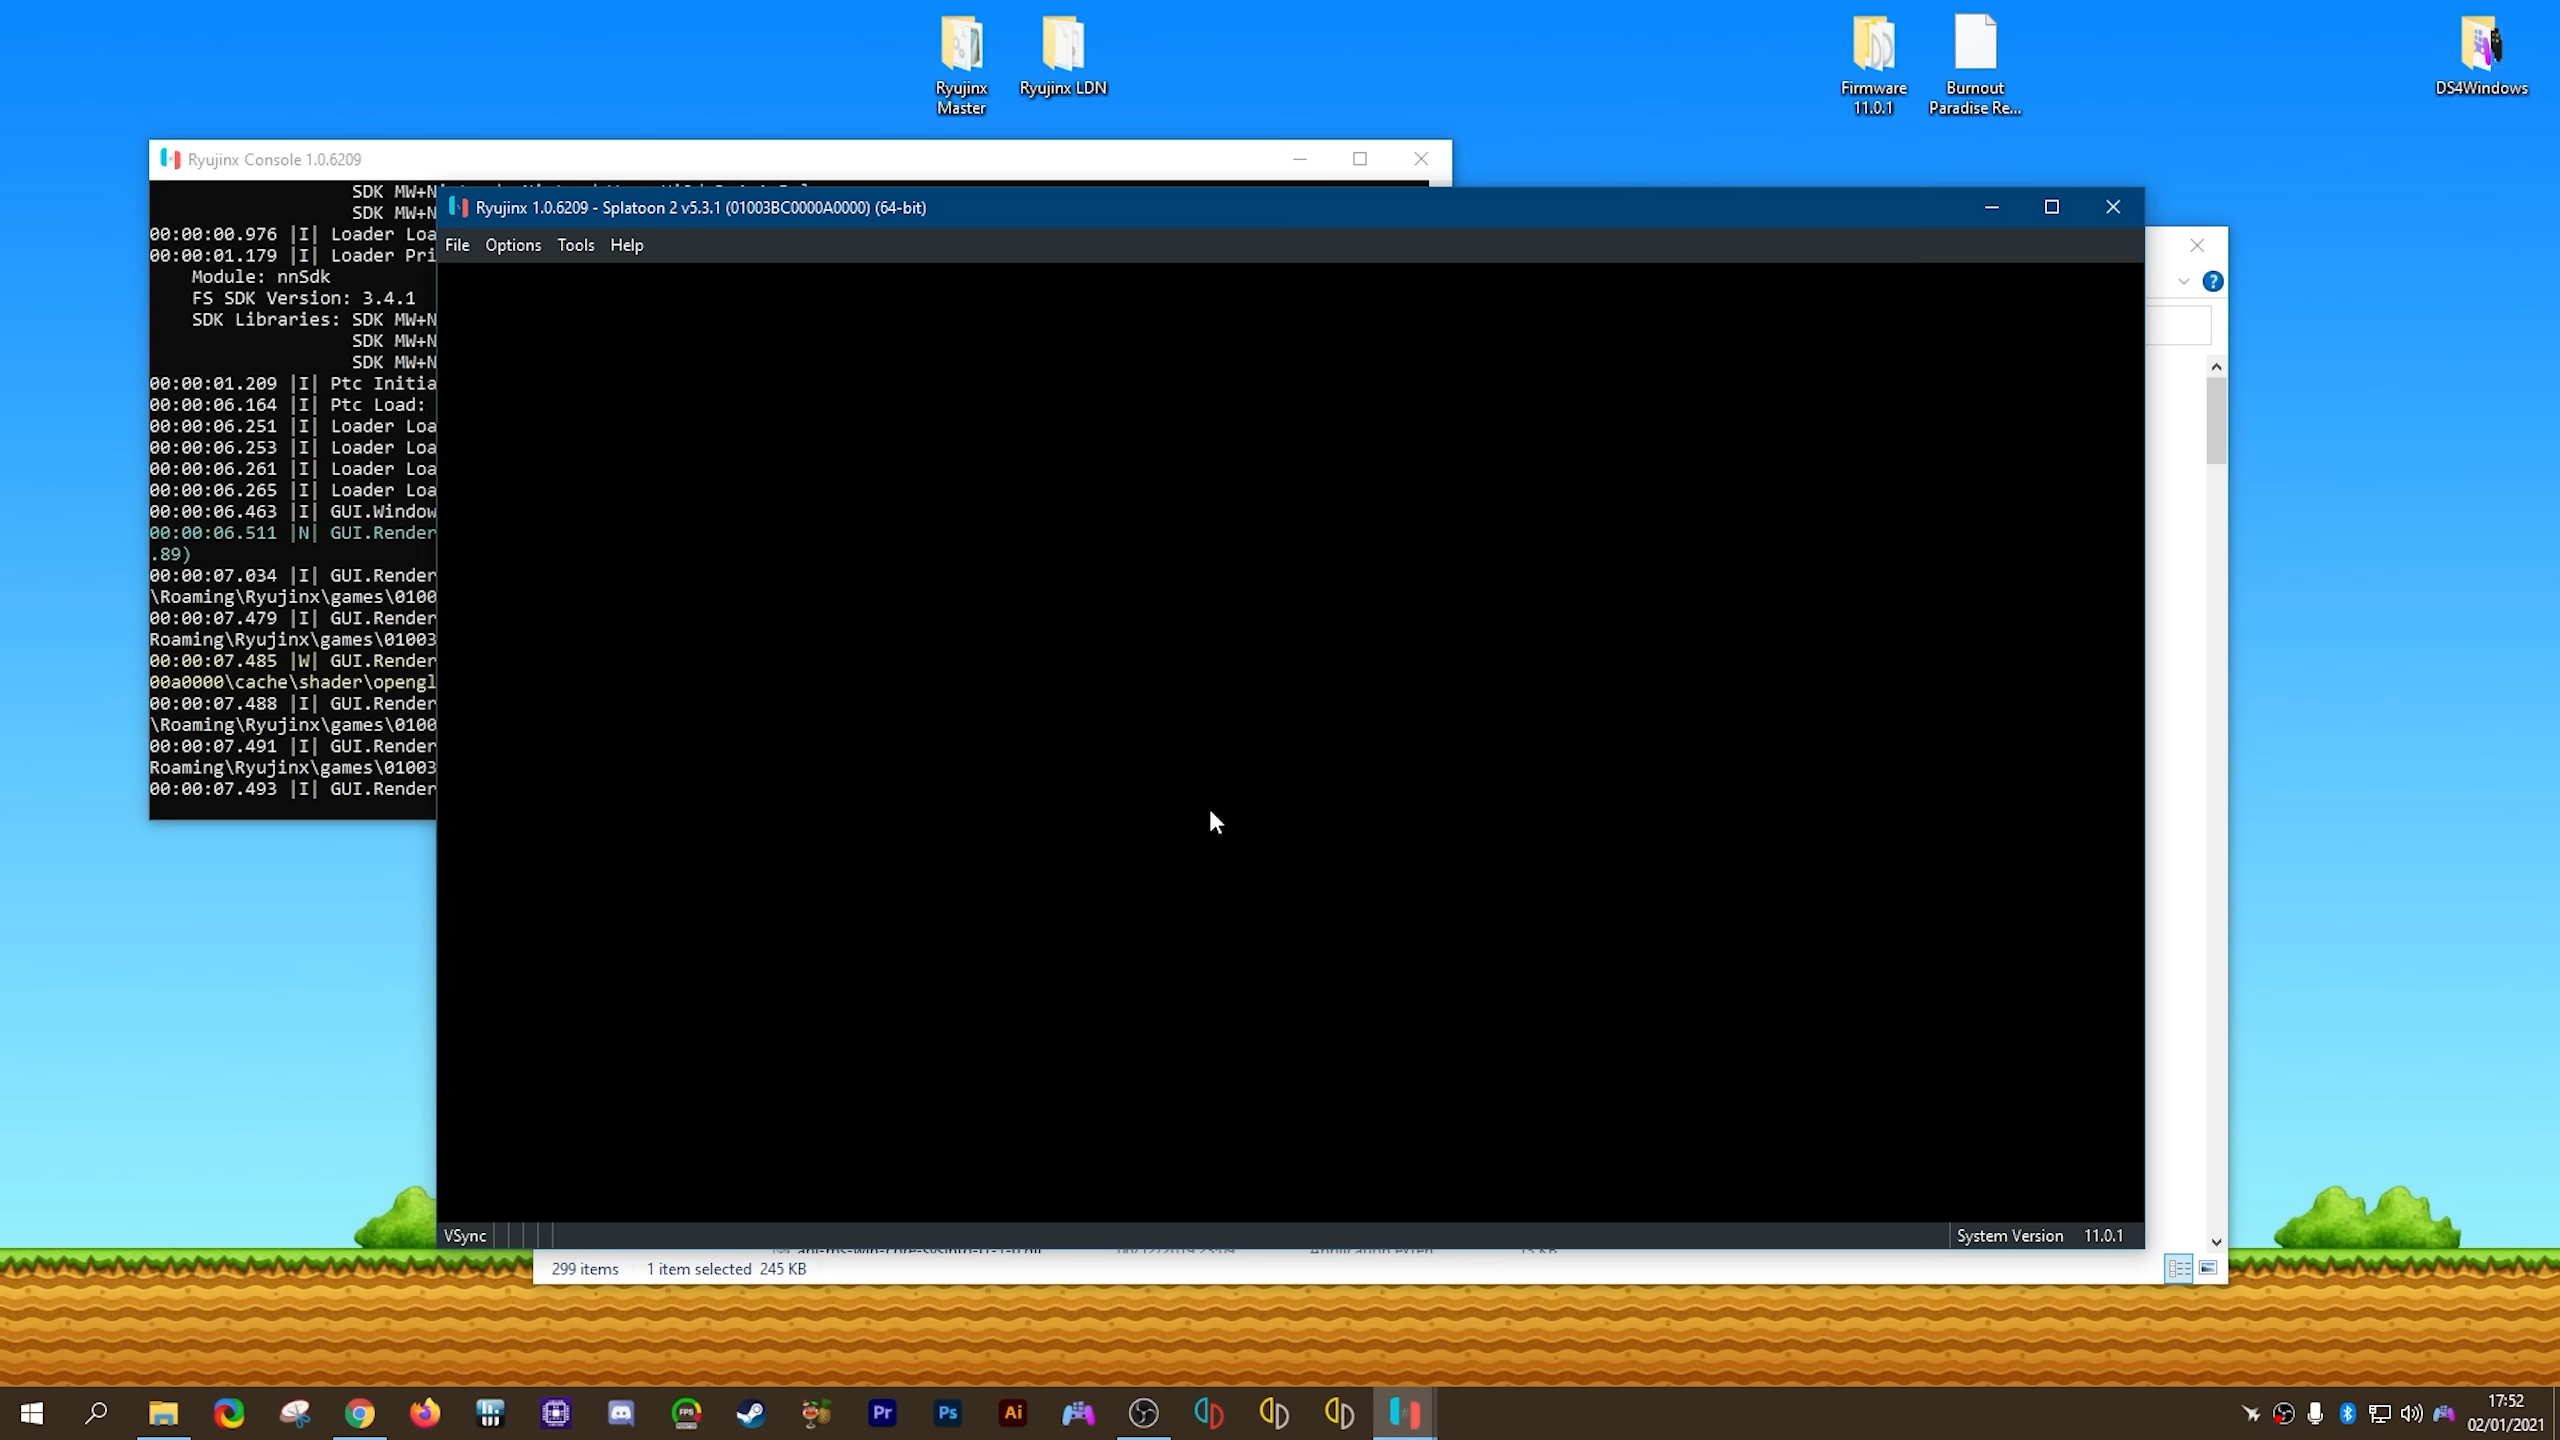 Ryujinx
Master
Ryujinx LDN
Firmware
11.0.1
Burnout
Paradise Re...
DS4Windows
Ryujinx Console 1.0.6209
SDK MW+N
SDK MW+N
00:00:00.976 |I| Loader Loa
00:00:01.179 |I| Loader Pri
Module: nnSdk
FS SDK Version: 3.4.1
SDK Libraries: SDK MW+N
SDK MW+N
SDK MW+N
00:00:01.209 |I| Ptc Initia
00:00:06.164 |I| Ptc Load:
00:00:06.251 |I| Loader Loa
00:00:06.253 |I| Loader Loa
00:00:06.261 |I| Loader Loa
00:00:06.265 |I| Loader Loa
00:00:06.463 |I| GUI.Window
00:00:06.511 |N| GUI.Render
.89)
00:00:07.034 |I| GUI.Render
\Roaming\Ryujinx\games\0100
00:00:07.479 |I| GUI.Render
Roaming\Ryujinx\games\01003
00:00:07.485 |W| GUI.Render
00a0000\cache\shader\opengl
00:00:07.488 |I| GUI.Render
\Roaming\Ryujinx\games\0100
00:00:07.491 |I| GUI.Render
Roaming\Ryujinx\games\01003
00:00:07.493 |I| GUI.Render
Ryujinx 1.0.6209 - Splatoon 2 v5.3.1 (01003BC0000A0000) (64-bit)
File Options Tools Help
VSync
System Version 11.0.1
299 items 1 item selected 245 KB
FPS
Pr
Ps
Ai
17:52
02/01/2021